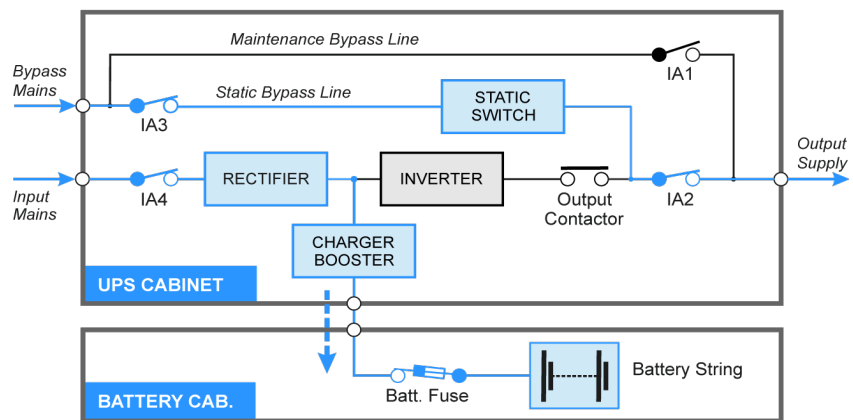 Maintenance Bypass Line
IA1
Bypass
Mains
Static Bypass Line
IA3
STATIC
SWITCH
Output
Supply
Input
Mains
IA4
RECTIFIER
INVERTER
Output
Contactor
IA2
CHARGER
BOOSTER
UPS CABINET
Batt. Fuse
Battery String
BATTERY CAB.